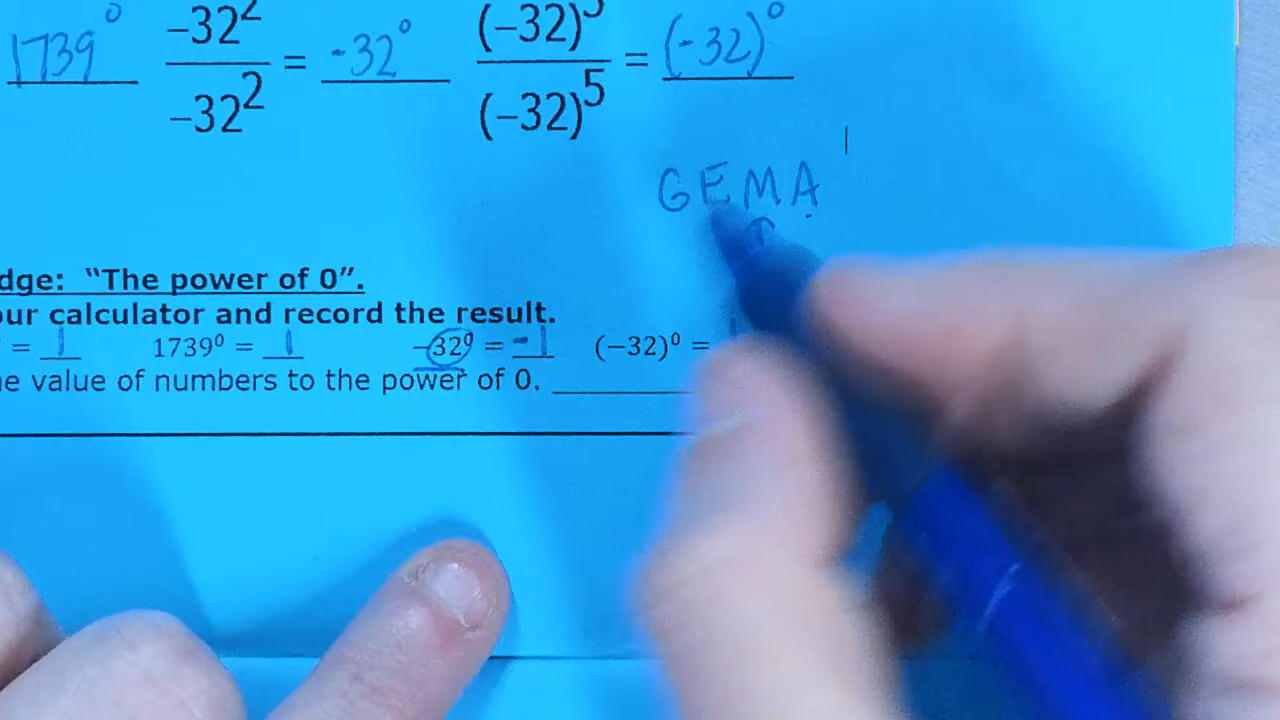 1739⁰ -32²/-32² = -32⁰ (-32)⁵/(-32)⁵ = (-32)⁰
GEMA
dge: “The power of 0”.
our calculator and record the result.
= 1 1739⁰ = 1 -32⁰ = -1 (-32)⁰ =
e value of numbers to the power of 0.